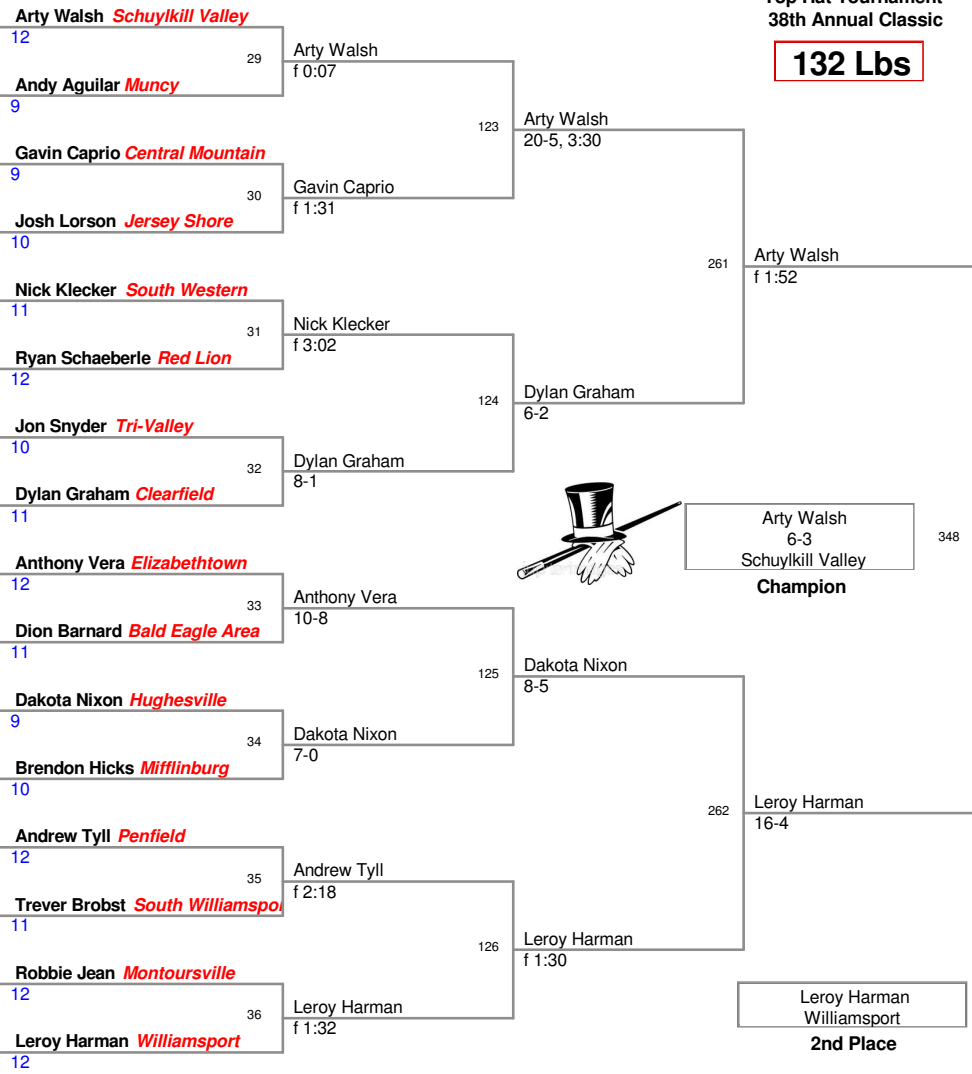 Top Hat Tournament
38th Annual Classic
132 Lbs
Arty Walsh Schuylkill Valley
12
29
Andy Aguilar Muncy
9
Arty Walsh
f 0:07
Gavin Caprio Central Mountain
9
30
Josh Lorson Jersey Shore
10
Gavin Caprio
f 1:31
123
Arty Walsh
20-5, 3:30
Nick Klecker South Western
11
31
Ryan Schaeberle Red Lion
12
Nick Klecker
f 3:02
Jon Snyder Tri-Valley
10
32
Dylan Graham Clearfield
11
Dylan Graham
8-1
124
Dylan Graham
6-2
261
Arty Walsh
f 1:52
Anthony Vera Elizabethtown
12
33
Dion Barnard Bald Eagle Area
11
Anthony Vera
10-8
Dakota Nixon Hughesville
9
34
Brendon Hicks Mifflinburg
10
Dakota Nixon
7-0
125
Dakota Nixon
8-5
Andrew Tyll Penfield
12
35
Trever Brobst South Williamspo
11
Andrew Tyll
f 2:18
Robbie Jean Montoursville
12
36
Leroy Harman Williamsport
12
Leroy Harman
f 1:32
126
Leroy Harman
f 1:30
262
Leroy Harman
16-4
Arty Walsh
6-3
Schuylkill Valley
348
Champion
Leroy Harman
Williamsport
2nd Place